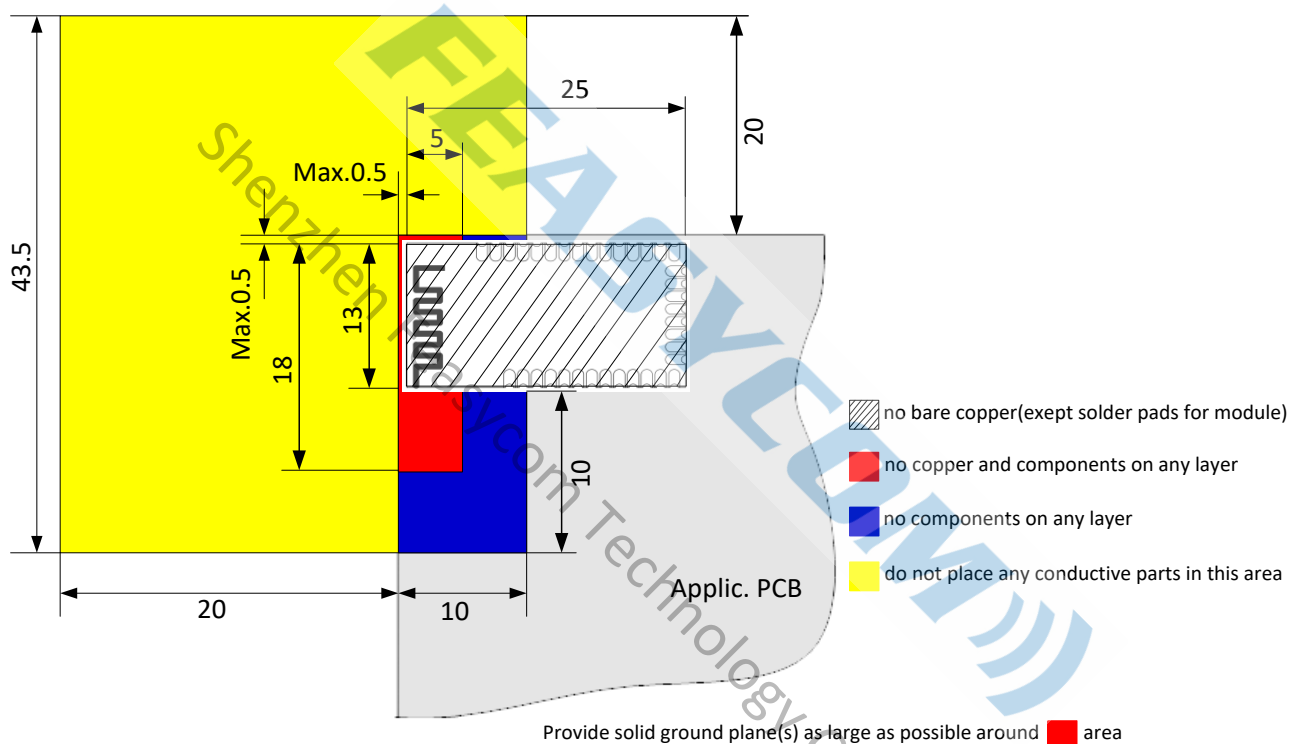 25
20
5
Max.0.5
43.5
Max.0.5
13
18
10
no bare copper(exept solder pads for module)
no copper and components on any layer
no components on any layer
do not place any conductive parts in this area
Applic. PCB
20
10
Provide solid ground plane(s) as large as possible around area
FEASYCOM
Shenzhen Feasycom Technology